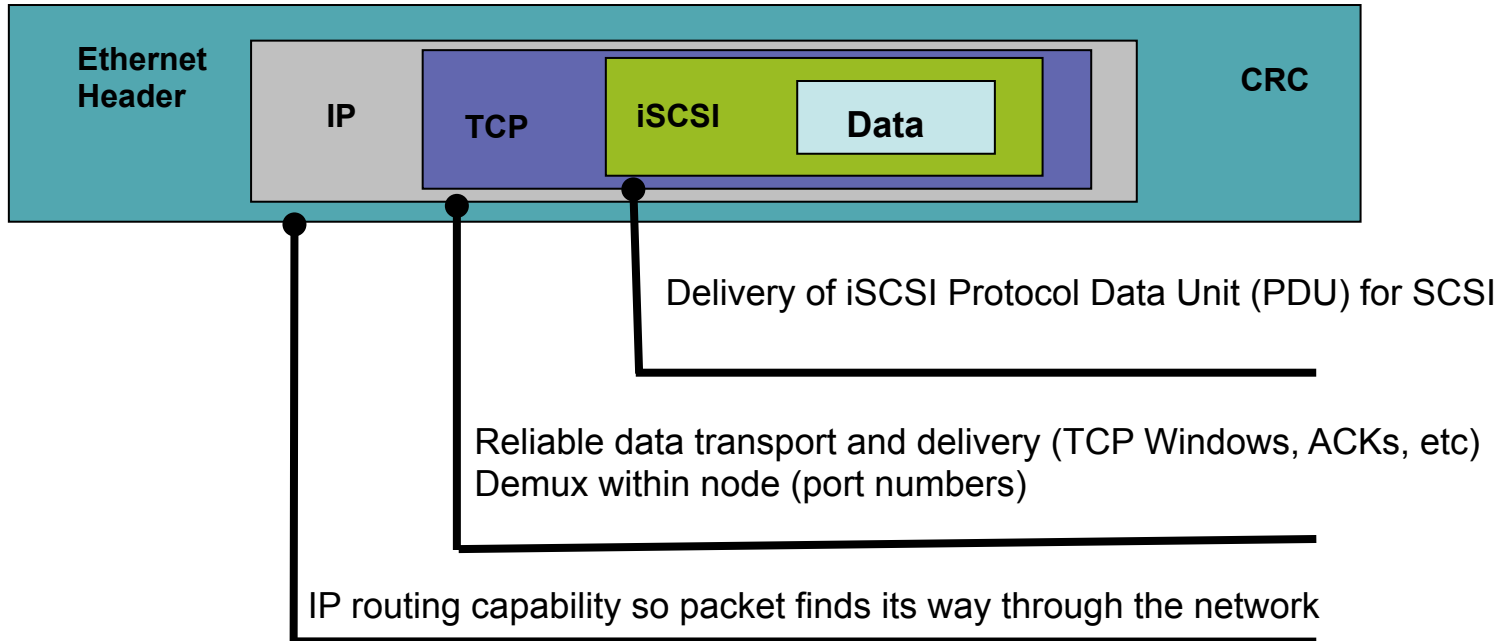 Ethernet
Header
IP
TCP
iSCSI
Data
CRC
Delivery of iSCSI Protocol Data Unit (PDU) for SCSI
Reliable data transport and delivery (TCP Windows, ACKs, etc)
Demux within node (port numbers)
IP routing capability so packet finds its way through the network